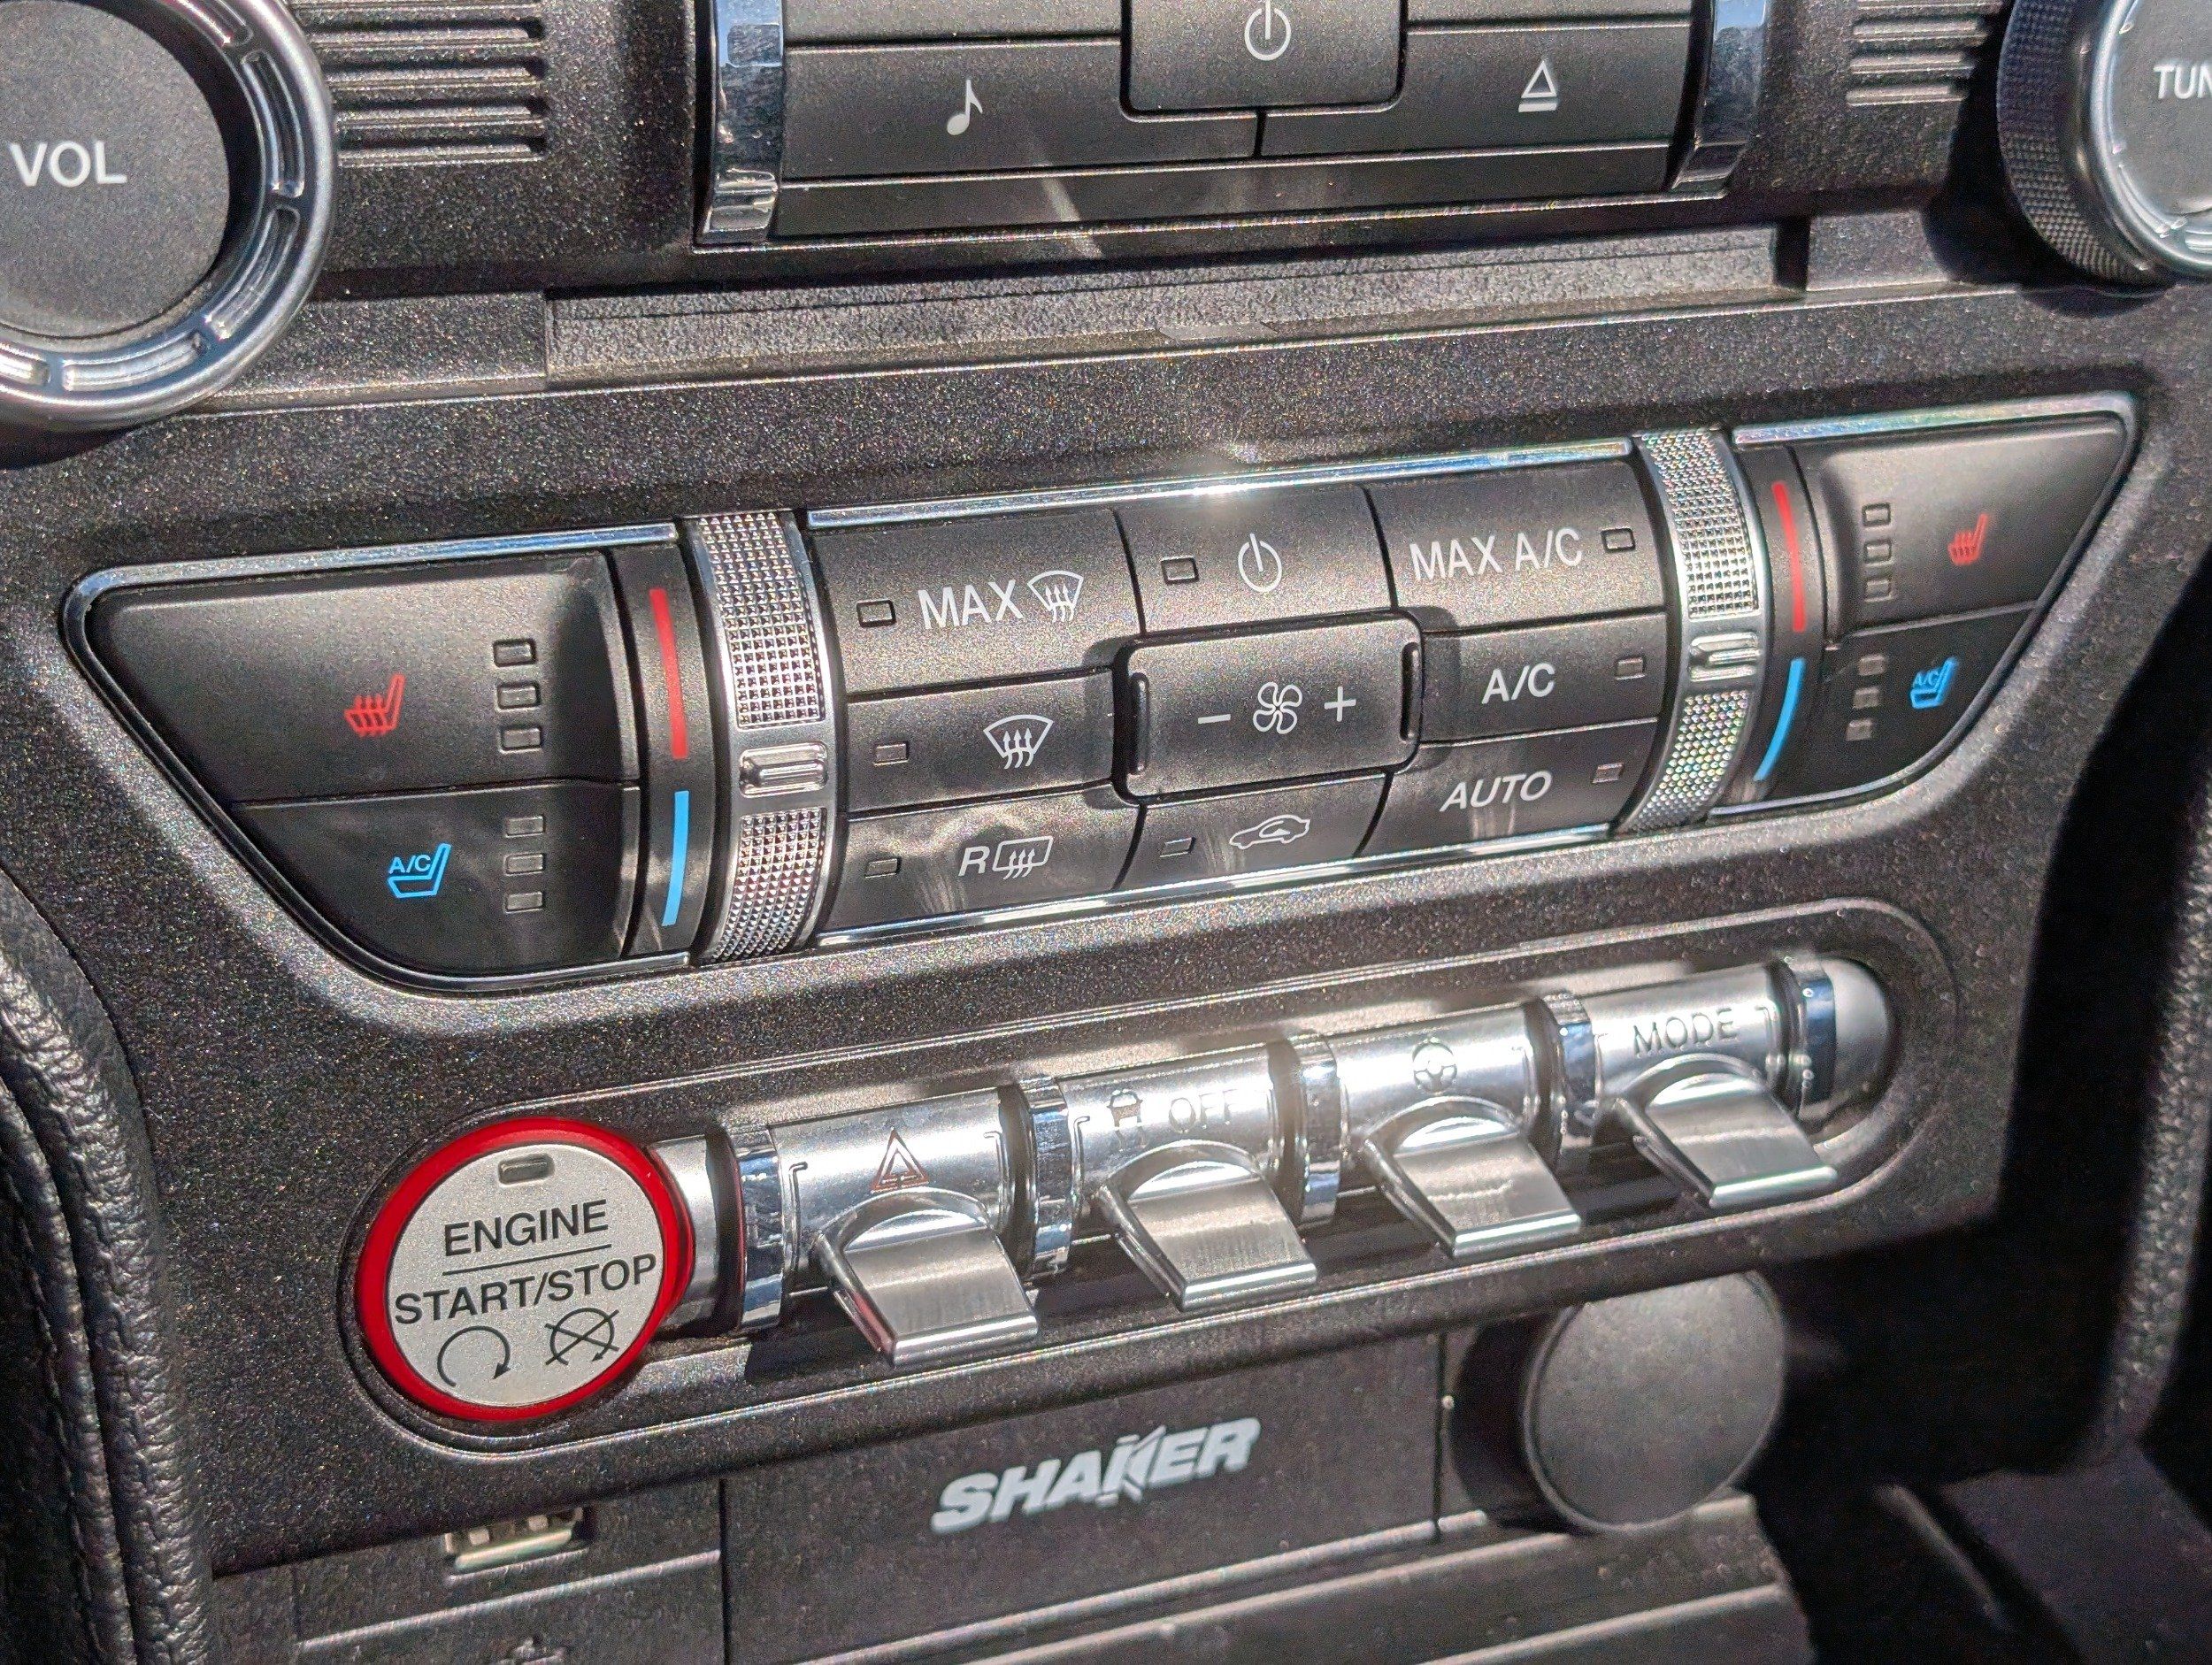 VOL
TUN
MAX
MAX A/C
A/C
AUTO
R
A/C
A/C
MODE
OFF
ENGINE
START/STOP
SHAKER